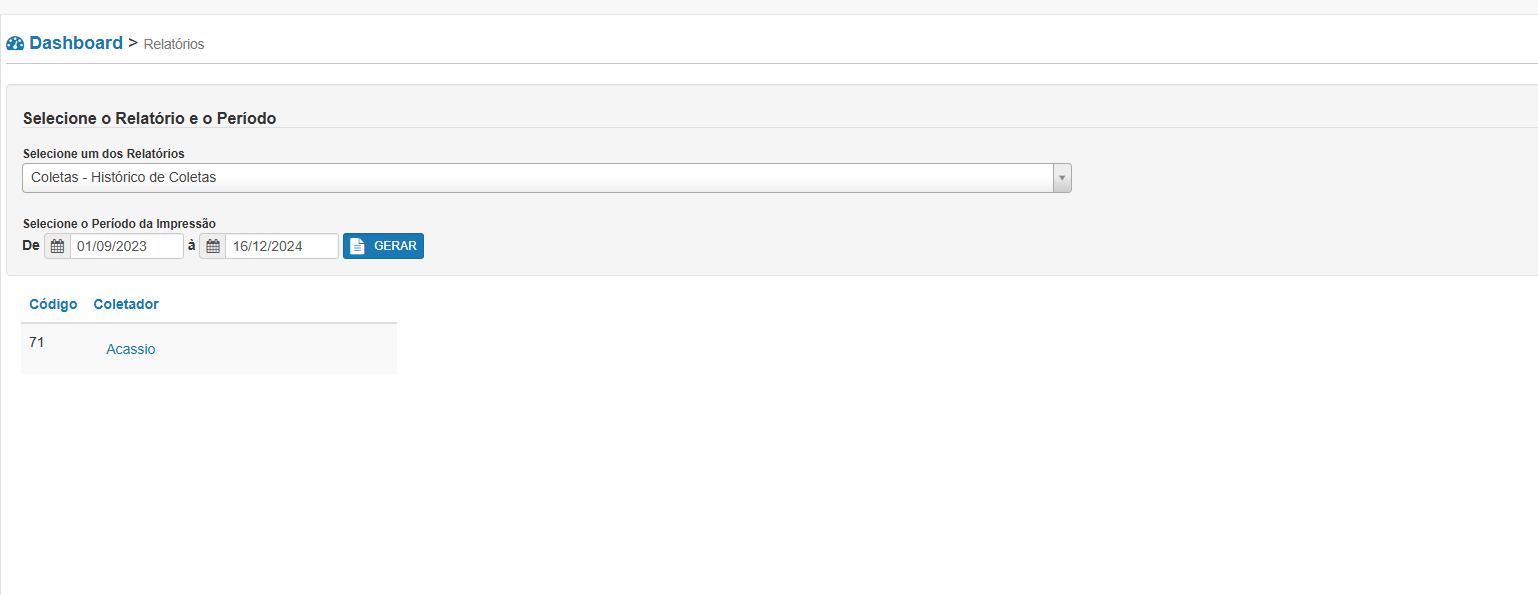 Dashboard > Relatórios
Selecione o Relatório e o Período
Selecione um dos Relatórios
Coletas - Histórico de Coletas
Selecione o Período da Impressão
De 01/09/2023 à 16/12/2024 GERAR
Código Coletador
71 Acassio